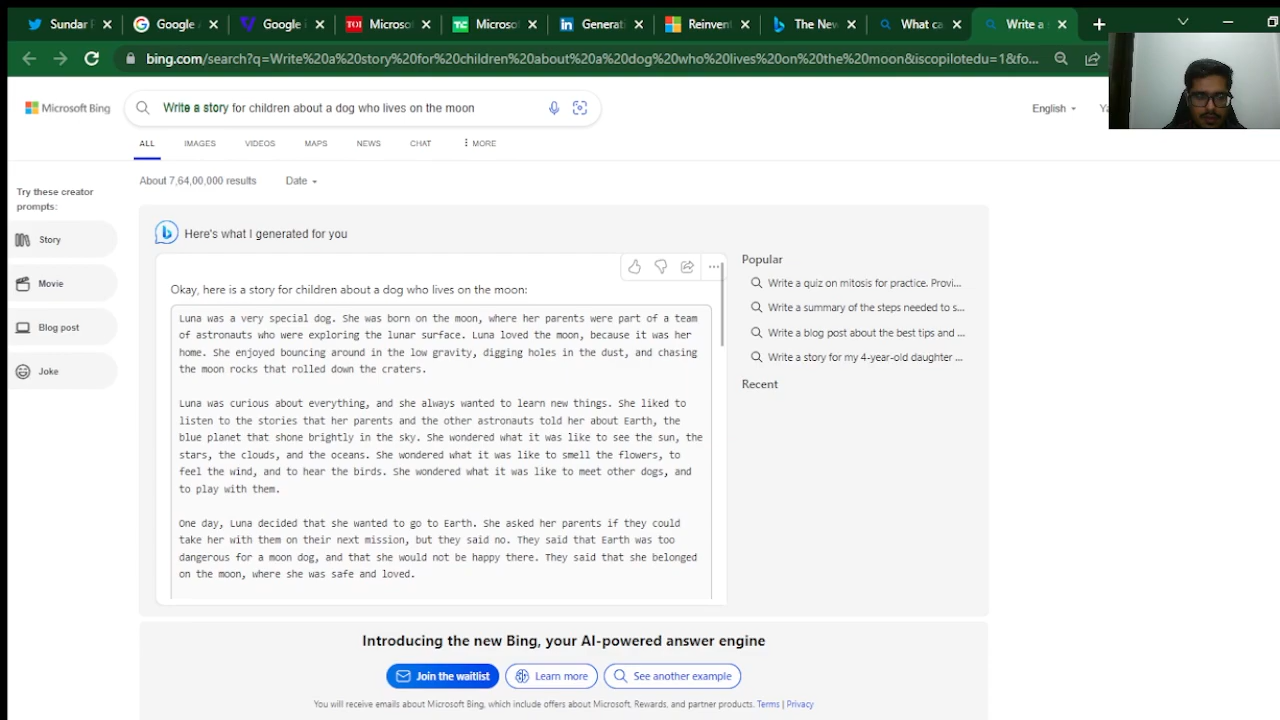 Sundar
Google
Google
TOI Microso
TC Microso
in Generati
Reinvent
The New
What ca
Write a
bing.com/search?q=Write%20a%20story%20for%20children%20about%20a%20dog%20who%20lives%20on%20the%20moon&iscopilotedu=1&fo...
Microsoft Bing
Write a story for children about a dog who lives on the moon
English
ALL IMAGES VIDEOS MAPS NEWS CHAT MORE
About 7,64,00,000 results Date
Try these creator
prompts:
Story
Movie
Blog post
Joke
Here's what I generated for you
Okay, here is a story for children about a dog who lives on the moon:
Luna was a very special dog. She was born on the moon, where her parents were part of a team
of astronauts who were exploring the lunar surface. Luna loved the moon, because it was her
home. She enjoyed bouncing around in the low gravity, digging holes in the dust, and chasing
the moon rocks that rolled down the craters.
Luna was curious about everything, and she always wanted to learn new things. She liked to
listen to the stories that her parents and the other astronauts told her about Earth, the
blue planet that shone brightly in the sky. She wondered what it was like to see the sun, the
stars, the clouds, and the oceans. She wondered what it was like to smell the flowers, to
feel the wind, and to hear the birds. She wondered what it was like to meet other dogs, and
to play with them.
One day, Luna decided that she wanted to go to Earth. She asked her parents if they could
take her with them on their next mission, but they said no. They said that Earth was too
dangerous for a moon dog, and that she would not be happy there. They said that she belonged
on the moon, where she was safe and loved.
Popular
Write a quiz on mitosis for practice. Provi...
Write a summary of the steps needed to s...
Write a blog post about the best tips and ...
Write a story for my 4-year-old daughter ...
Recent
Introducing the new Bing, your AI-powered answer engine
Join the waitlist Learn more See another example
You will receive emails about Microsoft Bing, which include offers about Microsoft, Rewards, and partner products. Terms | Privacy